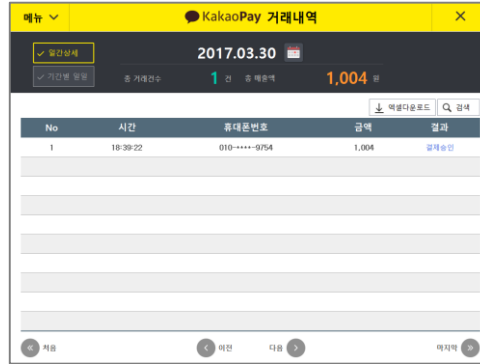 메뉴
KakaoPay 거래내역
일간상세
2017.03.30
기간별 일일
총 거래건수 1 건 총 매출액 1,004 원
엑셀다운로드 검색
No 시간 휴대폰번호 금액 결과
1 18:39:22 010-****-9754 1,004 결제승인
처음 이전 다음 마지막